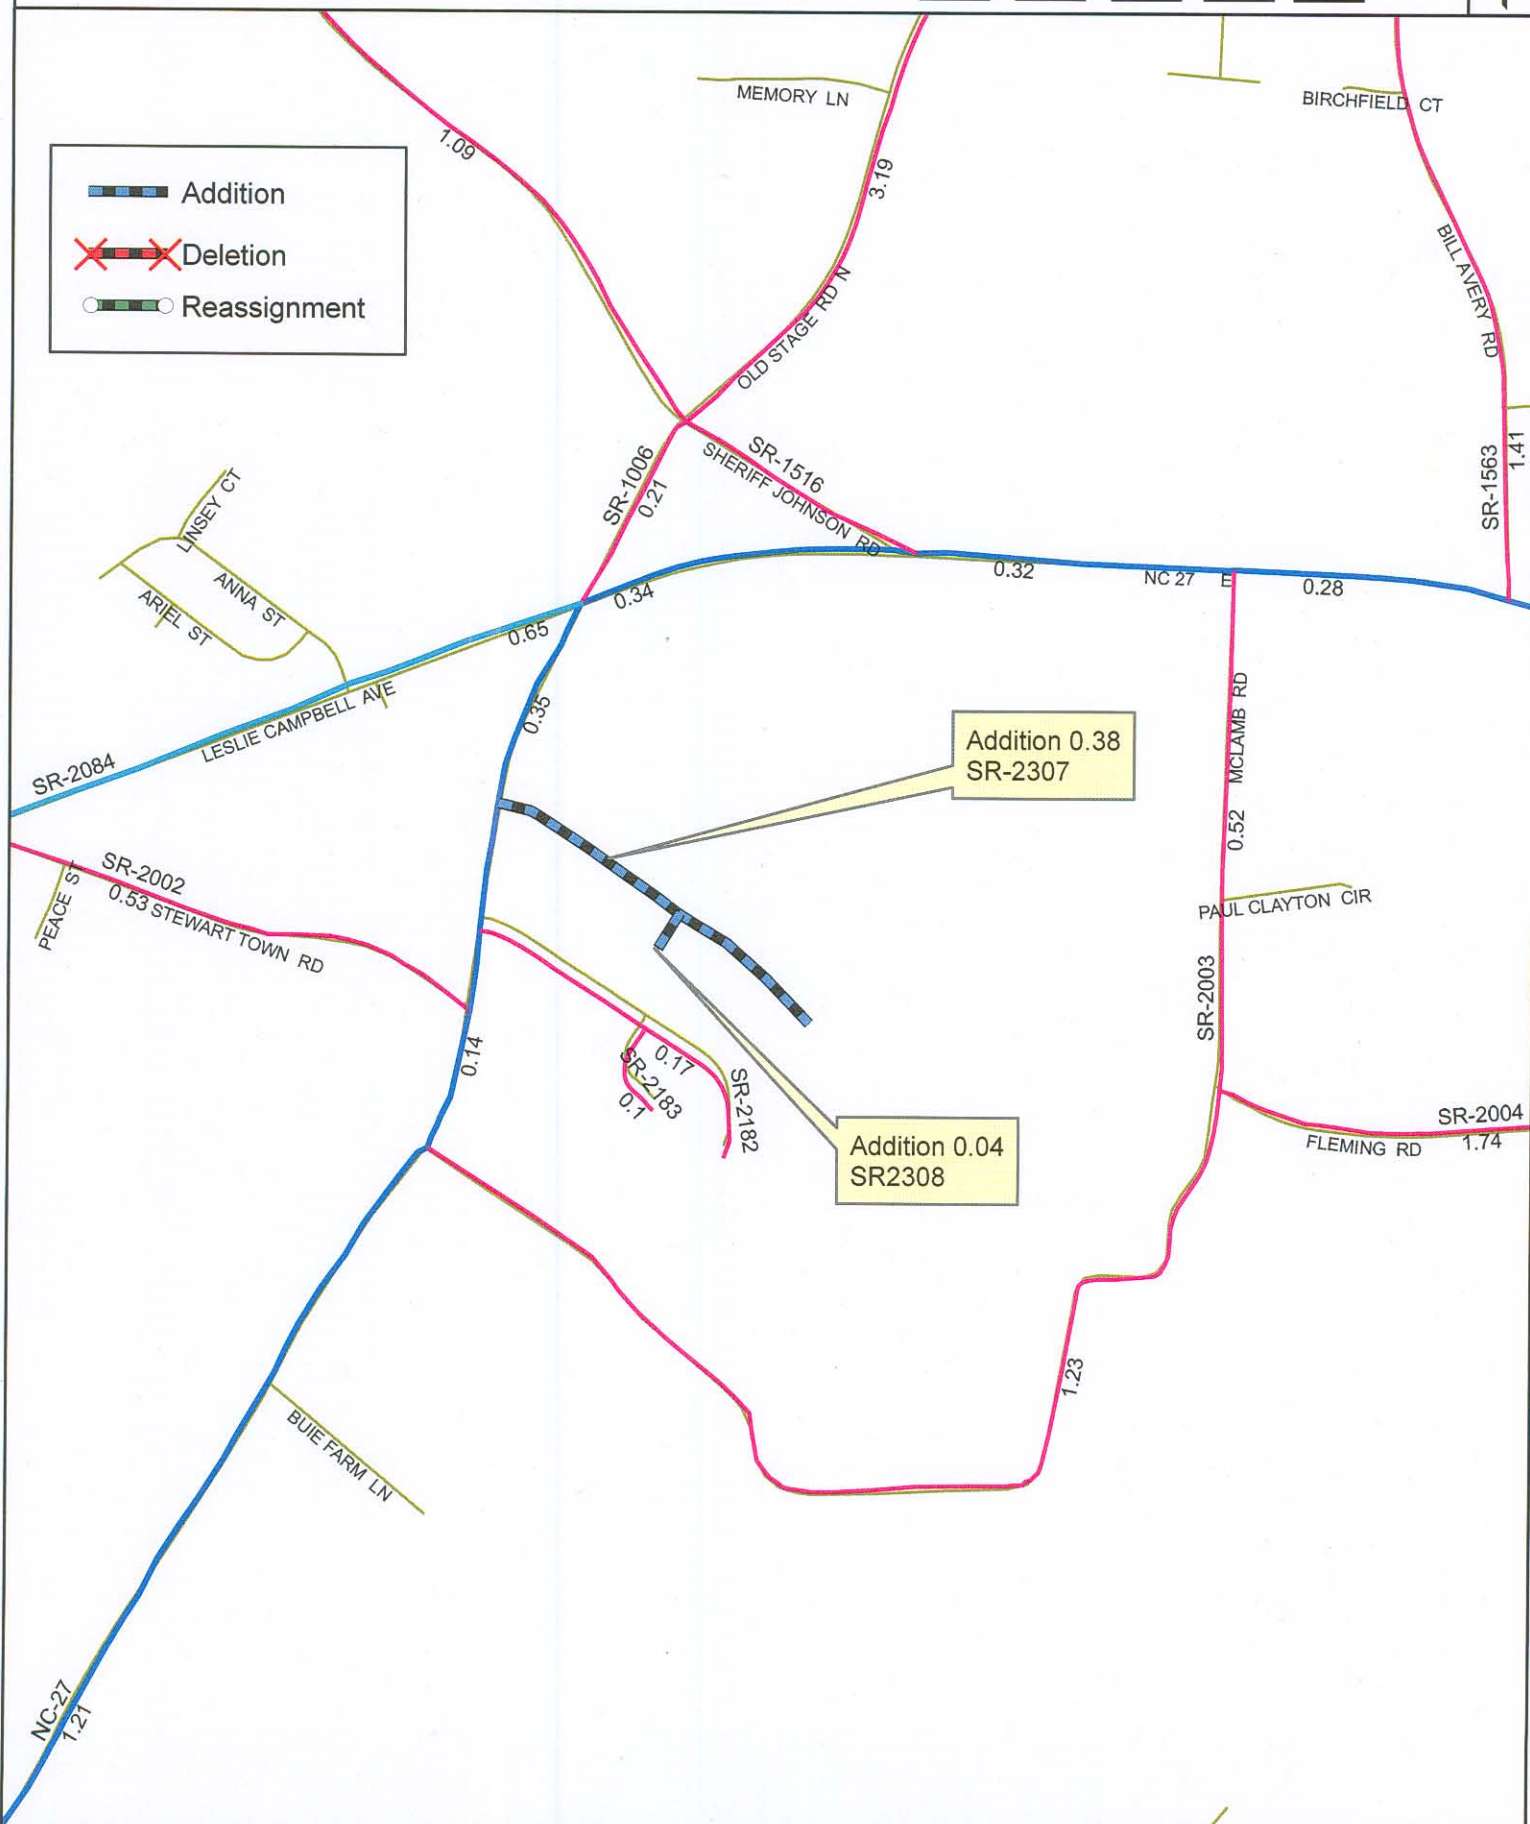 MEMORY LN
BIRCHFIELD CT
1.09
3.19
Addition
Deletion
Reassignment
BILL AVERY RD
OLD STAGE RD N
SR-1006
0.21
SR-1516
SHERIFF JOHNSON RD
SR-1563
1.41
LINSEY CT
ANNA ST
ARIEL ST
0.34
0.32
NC 27 E
0.28
0.65
LESLIE CAMPBELL AVE
SR-2084
0.35
MCLAMB RD
Addition 0.38
SR-2307
0.52
SR-2002
0.53 STEWART TOWN RD
PEACE ST
PAUL CLAYTON CIR
SR-2003
0.14
0.17
SR-2183
0.1
SR-2182
Addition 0.04
SR2308
SR-2004
FLEMING RD
1.74
1.23
BUIE FARM LN
NC-27
1.21